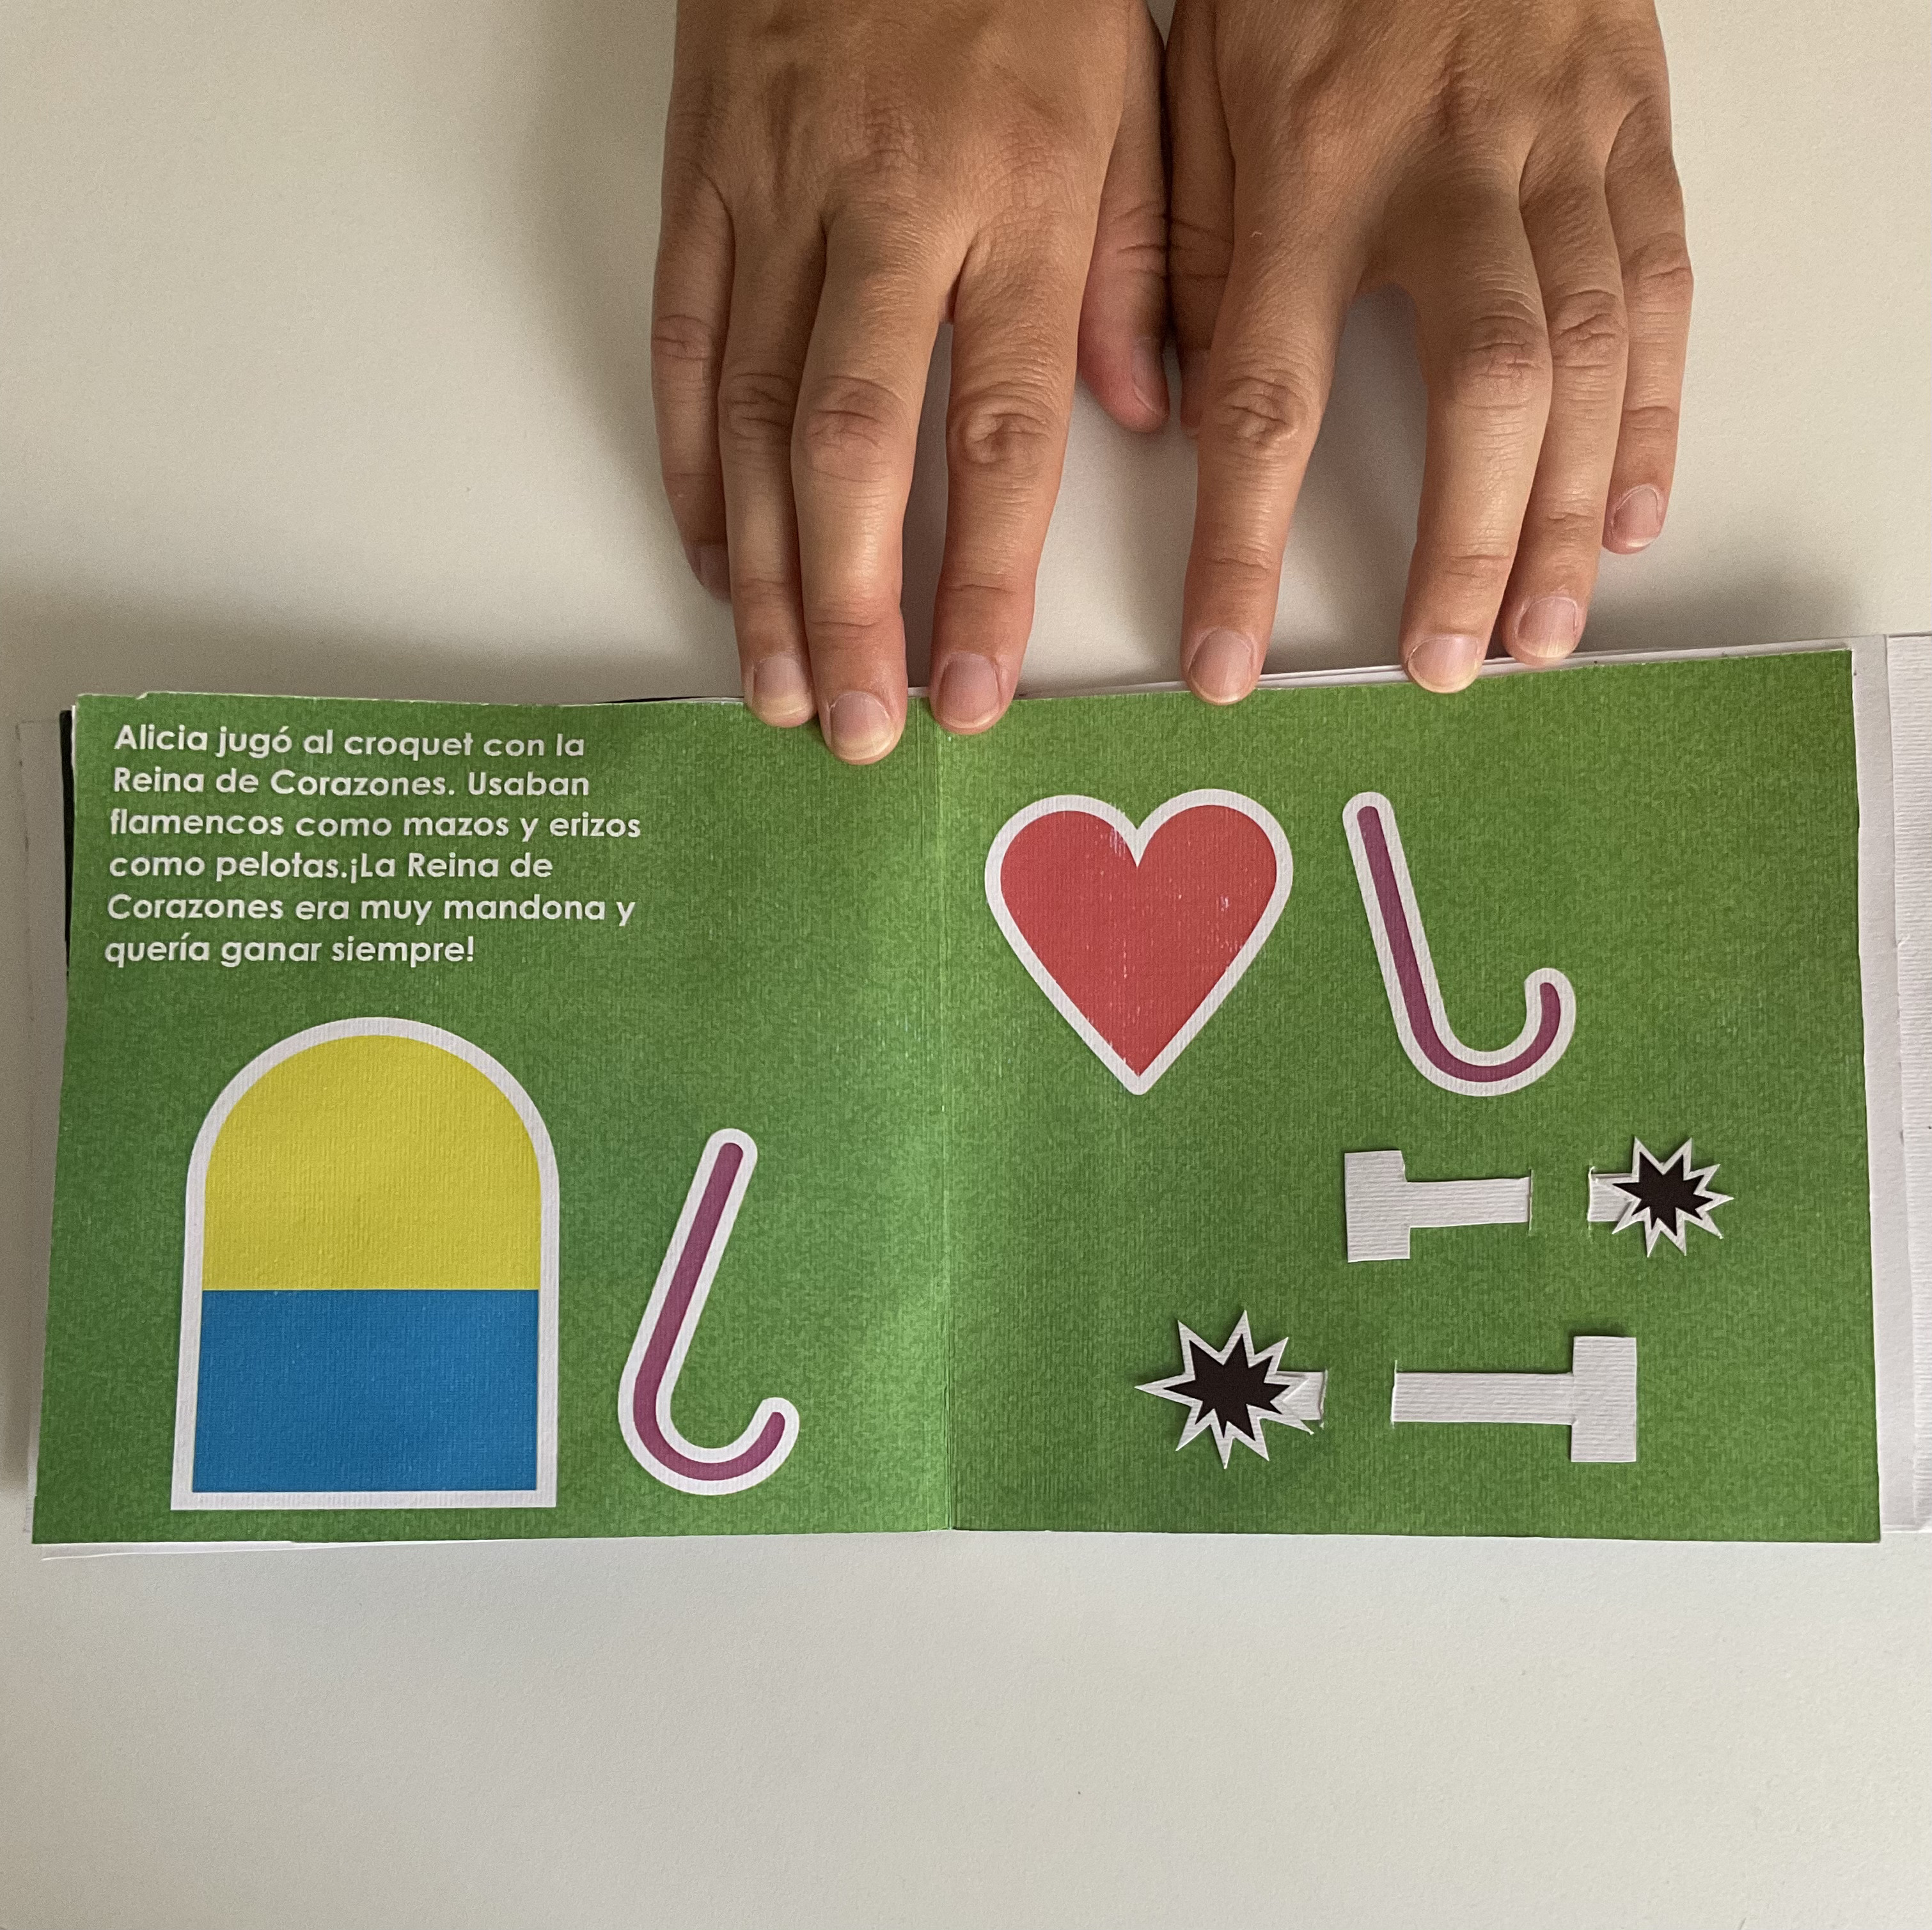 Alicia jugó al croquet con la
Reina de Corazones. Usaban
flamencos como mazos y erizos
como pelotas.¡La Reina de
Corazones era muy mandona y
quería ganar siempre!